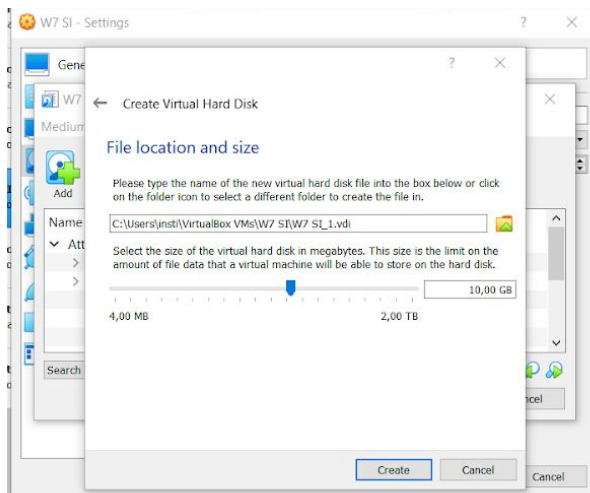 W7 SI - Settings
?
Gene
?
W7
Create Virtual Hard Disk
Medium
File location and size
Please type the name of the new virtual hard disk file into the box below or click
on the folder icon to select a different folder to create the file in.
Add
C:\Users\insti\VirtualBox VMs\W7 SI\W7 SI_1.vdi
Name
Select the size of the virtual hard disk in megabytes. This size is the limit on the
amount of file data that a virtual machine will be able to store on the hard disk.
Att
10,00 GB
4,00 MB
2,00 TB
Search
ncel
Create
Cancel
Cancel